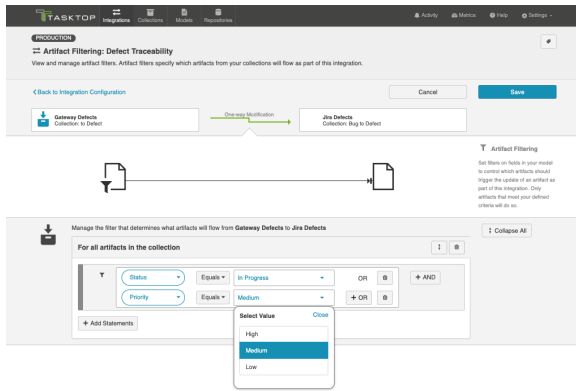 TASKTOP
Integrations
Collections
Models
Repositories
Activity
Metrics
Help
Settings
PRODUCTION
Artifact Filtering: Defect Traceability
View and manage artifact filters. Artifact filters specify which artifacts from your collections will flow as part of this integration.
Back to Integration Configuration
Cancel
Save
Gateway Defects
Collection: to Defect
One-way Modification
Jira Defects
Collection: Bug to Defect
Artifact Filtering
Set filters on fields in your model
to control which artifacts should
trigger the update of an artifact as
part of this integration. Only
artifacts that meet your defined
criteria will do so.
Manage the filter that determines what artifacts will flow from Gateway Defects to Jira Defects
Collapse All
For all artifacts in the collection
Status
Equals
In Progress
OR
+ AND
Priority
Equals
Medium
+ OR
+ Add Statements
Select Value
Close
High
Medium
Low